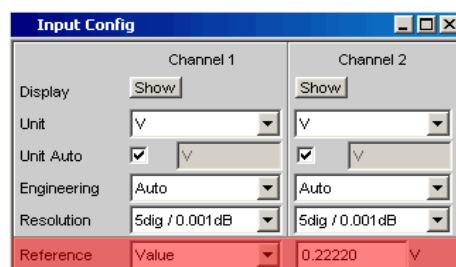 Input Config
Channel 1 Channel 2
Display Show Show
Unit V V
Unit Auto V V
Engineering Auto Auto
Resolution 5dig / 0.001dB 5dig / 0.001dB
Reference Value 0.22220 V